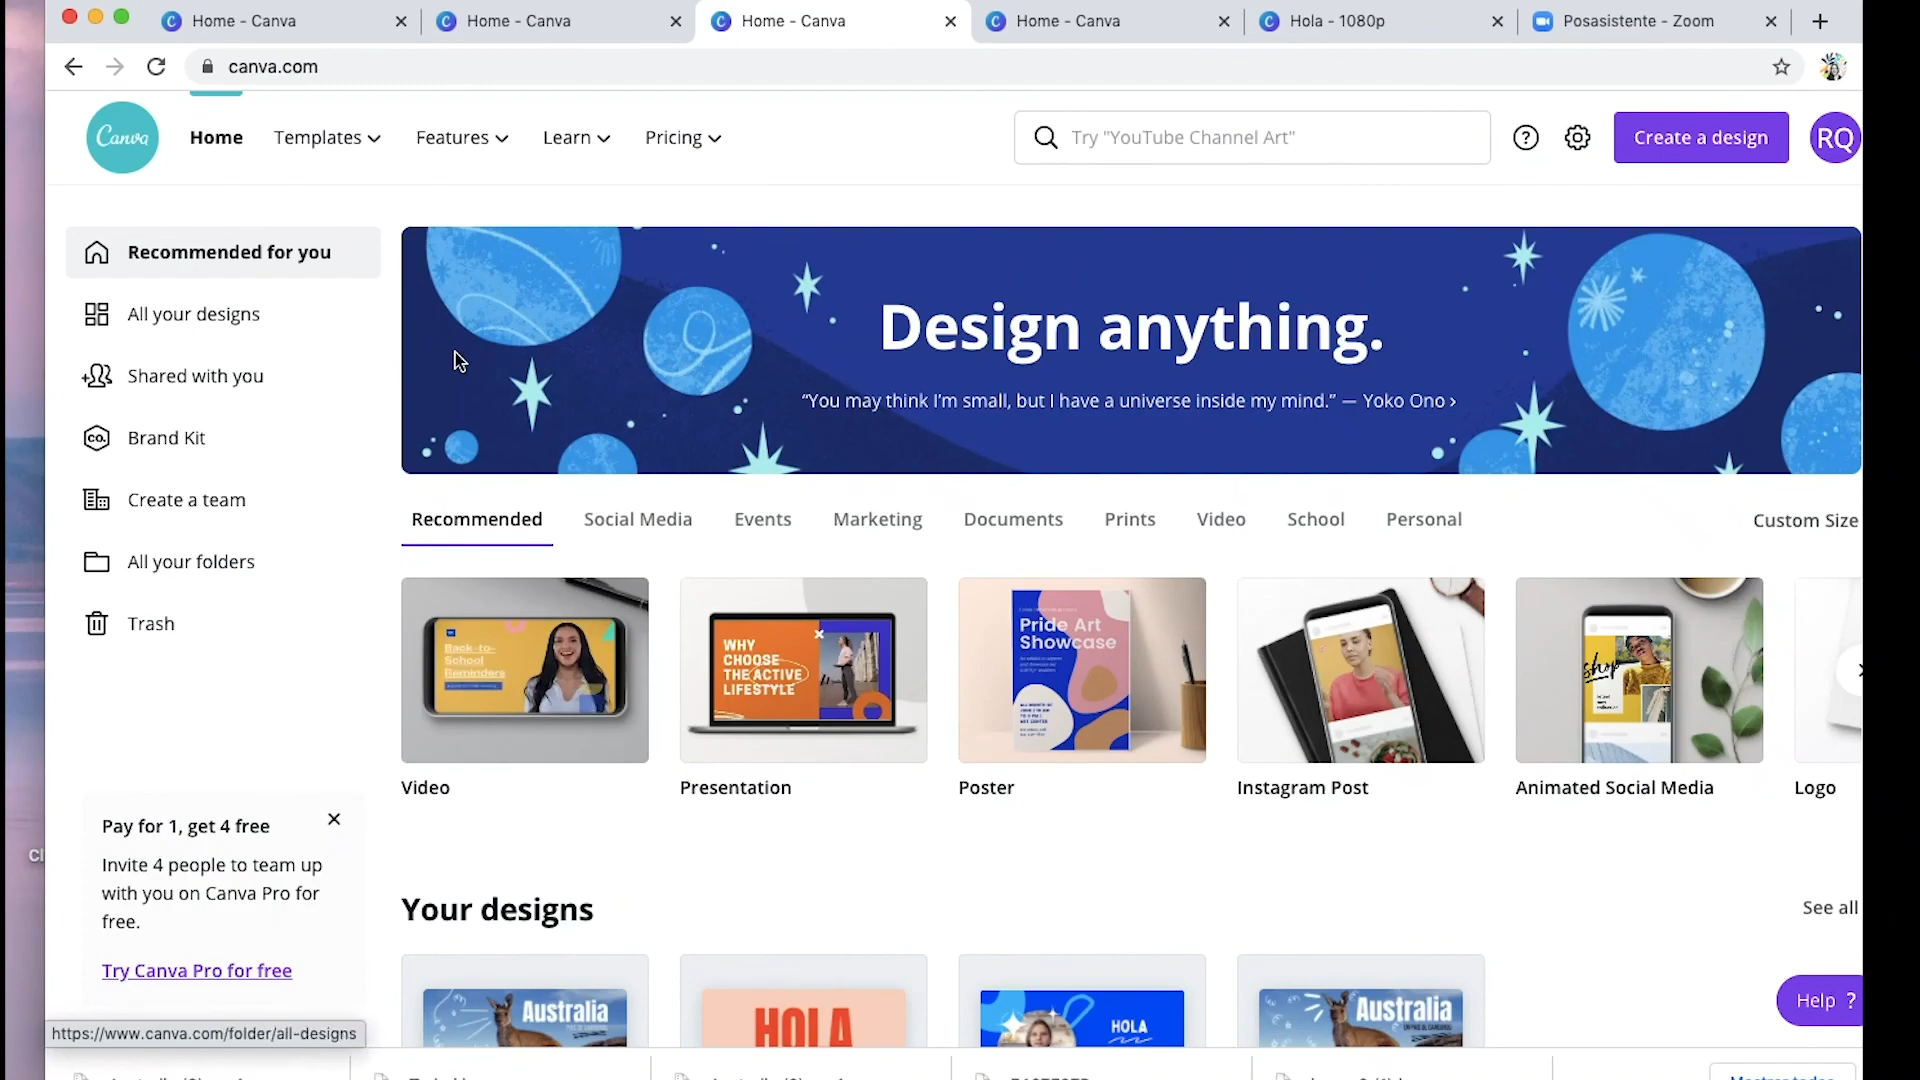 Home - Canva
Home - Canva
Home - Canva
Home - Canva
Hola - 1080p
Posasistente - Zoom
canva.com
Canva
Home
Templates
Features
Learn
Pricing
Try "YouTube Channel Art"
Create a design
RQ
Recommended for you
All your designs
Shared with you
Brand Kit
Create a team
All your folders
Trash
Pay for 1, get 4 free
Invite 4 people to team up
with you on Canva Pro for
free.
Try Canva Pro for free
Design anything.
“You may think I’m small, but I have a universe inside my mind.” — Yoko Ono ›
Recommended
Social Media
Events
Marketing
Documents
Prints
Video
School
Personal
Custom Size
Back-to-
School
Reminders
WHY
CHOOSE
THE ACTIVE
LIFESTYLE
Pride Art
Showcase
shop
Video
Presentation
Poster
Instagram Post
Animated Social Media
Logo
Your designs
See all
Australia
HOLA
HOLA
Australia
Help ?
https://www.canva.com/folder/all-designs